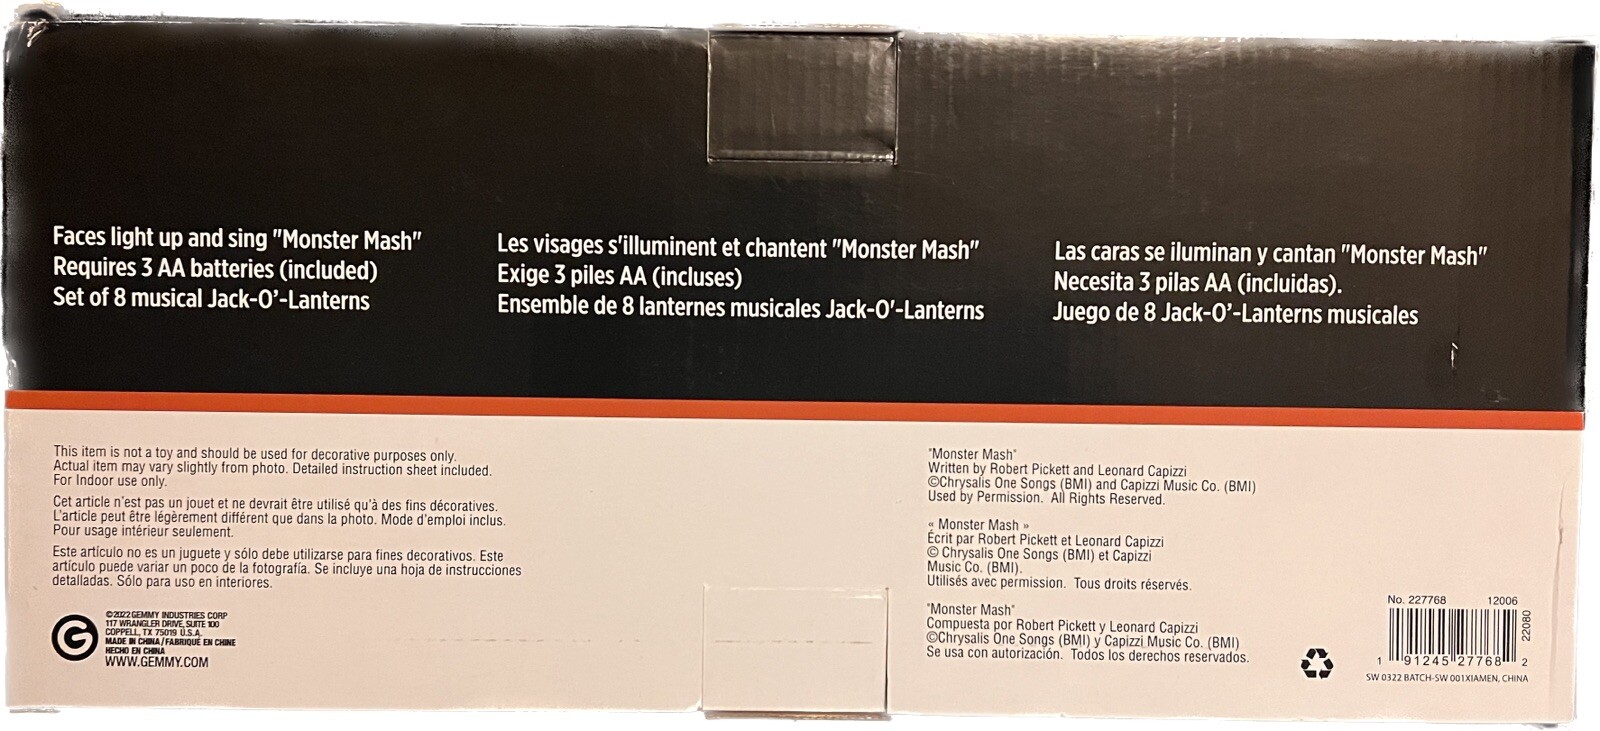 Faces light up and sing "Monster Mash"
Requires 3 AA batteries (included)
Set of 8 musical Jack-O'-Lanterns
Les visages s'illuminent et chantent "Monster Mash"
Exige 3 piles AA (incluses)
Ensemble de 8 lanternes musicales Jack-O'-Lanterns
Las caras se iluminan y cantan "Monster Mash"
Necesita 3 pilas AA (incluidas).
Juego de 8 Jack-O'-Lanterns musicales
This item is not a toy and should be used for decorative purposes only.
Actual item may vary slightly from photo. Detailed instruction sheet included.
For Indoor use only.
Cet article n'est pas un jouet et ne devrait être utilisé qu'à des fins décoratives.
L'article peut être légèrement différent que dans la photo. Mode d'emploi inclus.
Pour usage intérieur seulement.
Este artículo no es un juguete y sólo debe utilizarse para fines decorativos. Este
artículo puede variar un poco de la fotografía. Se incluye una hoja de instrucciones
detalladas. Sólo para uso en interiores.
G
©2022 GEMMY INDUSTRIES CORP
117 WRANGLER DRIVE, SUITE 100
COPPELL, TX 75019 U.S.A.
MADE IN CHINA / FABRIQUÉ EN CHINE
HECHO EN CHINA
WWW.GEMMY.COM
"Monster Mash"
Written by Robert Pickett and Leonard Capizzi
©Chrysalis One Songs (BMI) and Capizzi Music Co. (BMI)
Used by Permission. All Rights Reserved.
« Monster Mash »
Écrit par Robert Pickett et Leonard Capizzi
© Chrysalis One Songs (BMI) et Capizzi
Music Co. (BMI).
Utilisés avec permission. Tous droits réservés.
"Monster Mash"
Compuesta por Robert Pickett y Leonard Capizzi
©Chrysalis One Songs (BMI) y Capizzi Music Co. (BMI)
Se usa con autorización. Todos los derechos reservados.
No. 227768 12006
22080
1 91245 27768 2
SW 0322 BATCH-SW 001XIAMEN, CHINA